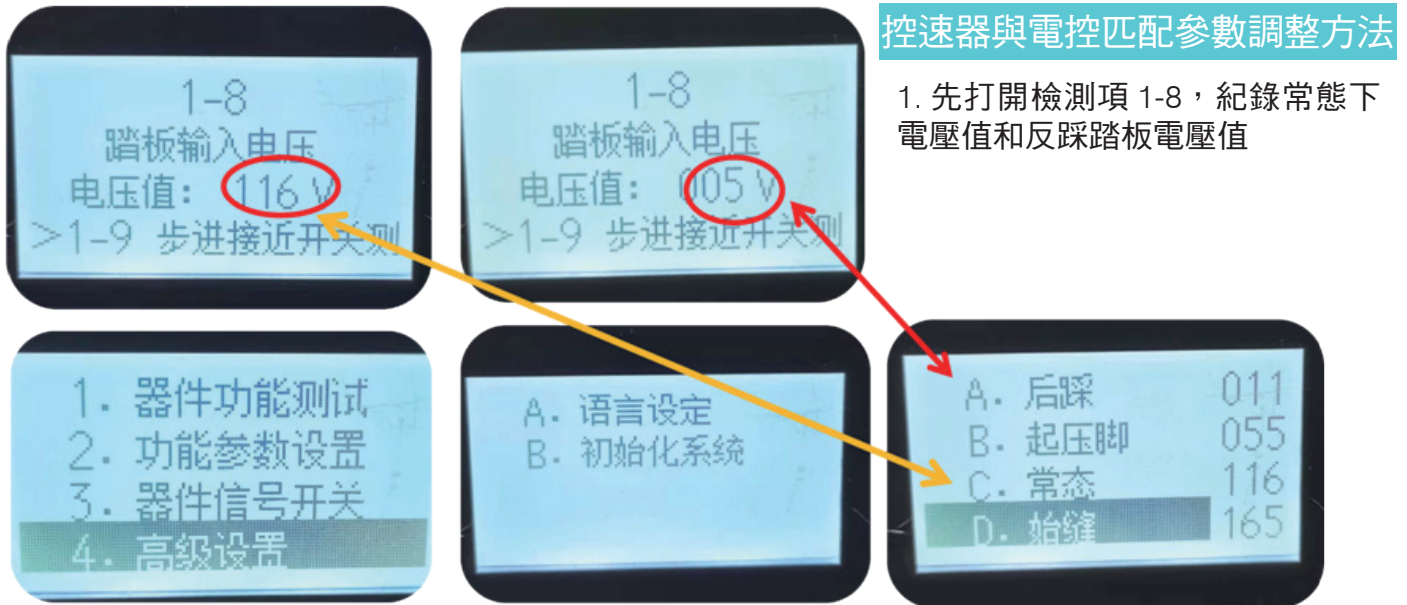 控速器與電控匹配參數調整方法
1. 先打開檢測項 1-8，紀錄常態下
電壓值和反踩踏板電壓值
1-8
踏板输入电压
电压值： 116 V
>1-9 步进接近开关测
1-8
踏板输入电压
电压值： 005 V
>1-9 步进接近开关测
1. 器件功能测试
2. 功能参数设置
3. 器件信号开关
4. 高级设置
A. 语言设定
B. 初始化系统
A. 后踩 011
B. 起压脚 055
C. 常态 116
D. 始缝 165